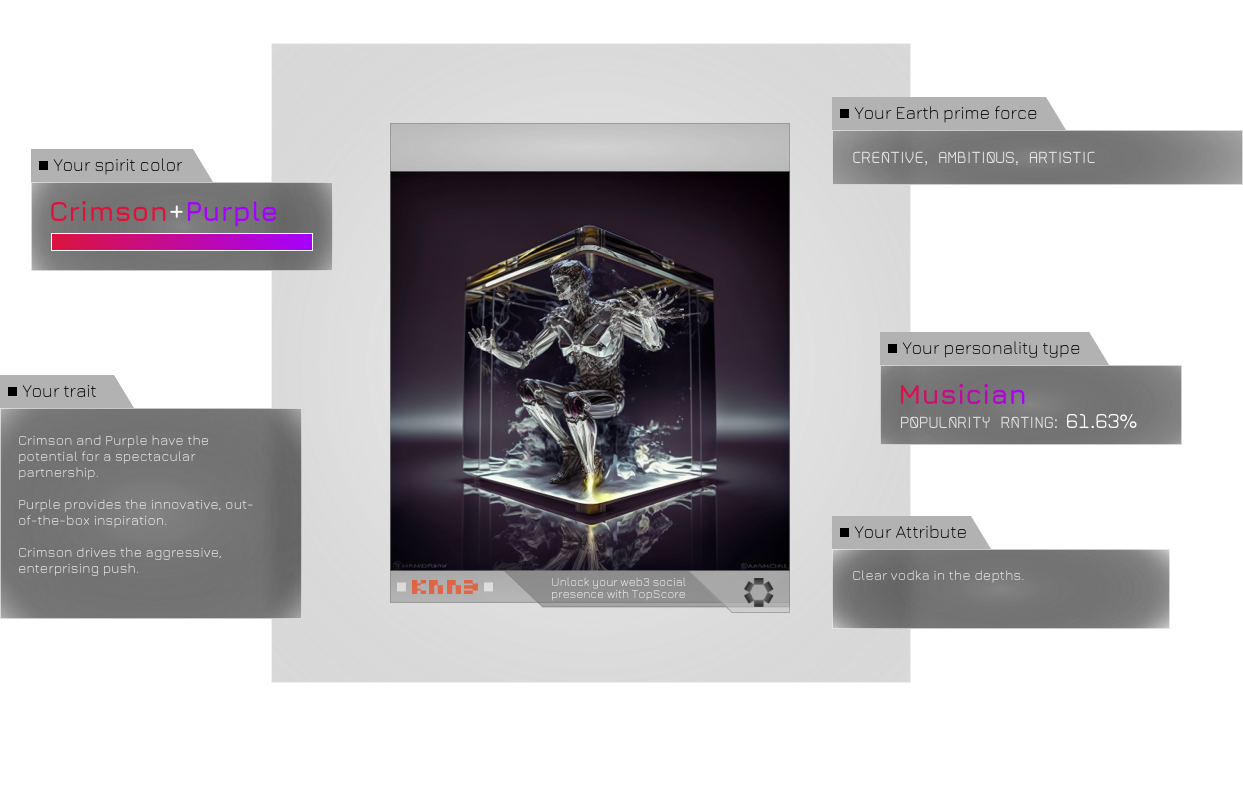 Your Earth prime force
CREATIVE, AMBITIOUS, ARTISTIC
Your spirit color
Crimson+Purple
Your personality type
Musician
POPULARITY RATING: 61.63%
Your trait
Crimson and Purple have the
potential for a spectacular
partnership.
Purple provides the innovative, out-
of-the-box inspiration.
Crimson drives the aggressive,
enterprising push.
Your Attribute
Clear vodka in the depths.
KNN3
Unlock your web3 social
presence with TopScore